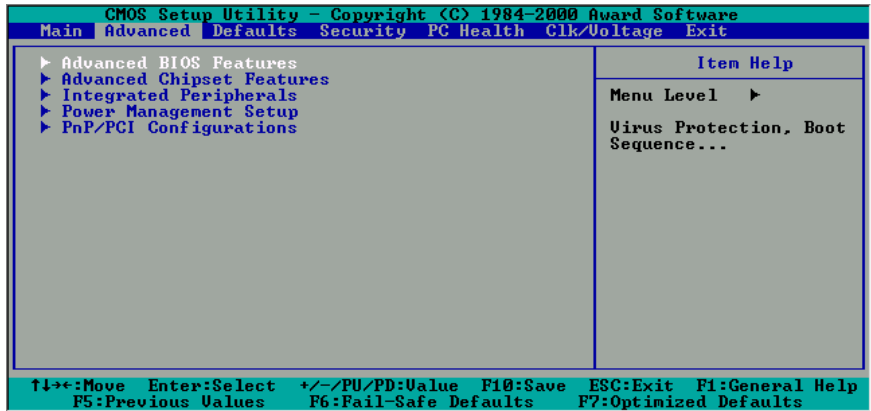 CMOS Setup Utility – Copyright (C) 1984-2000 Award Software
Main Advanced Defaults Security PC Health Clk/Voltage Exit
▶ Advanced BIOS Features
▶ Advanced Chipset Features
▶ Integrated Peripherals
▶ Power Management Setup
▶ PnP/PCI Configurations
Item Help
Menu Level ▶
Virus Protection, Boot
Sequence...
↑↓→←:Move Enter:Select +/-/PU/PD:Value F10:Save ESC:Exit F1:General Help
F5:Previous Values F6:Fail-Safe Defaults F7:Optimized Defaults